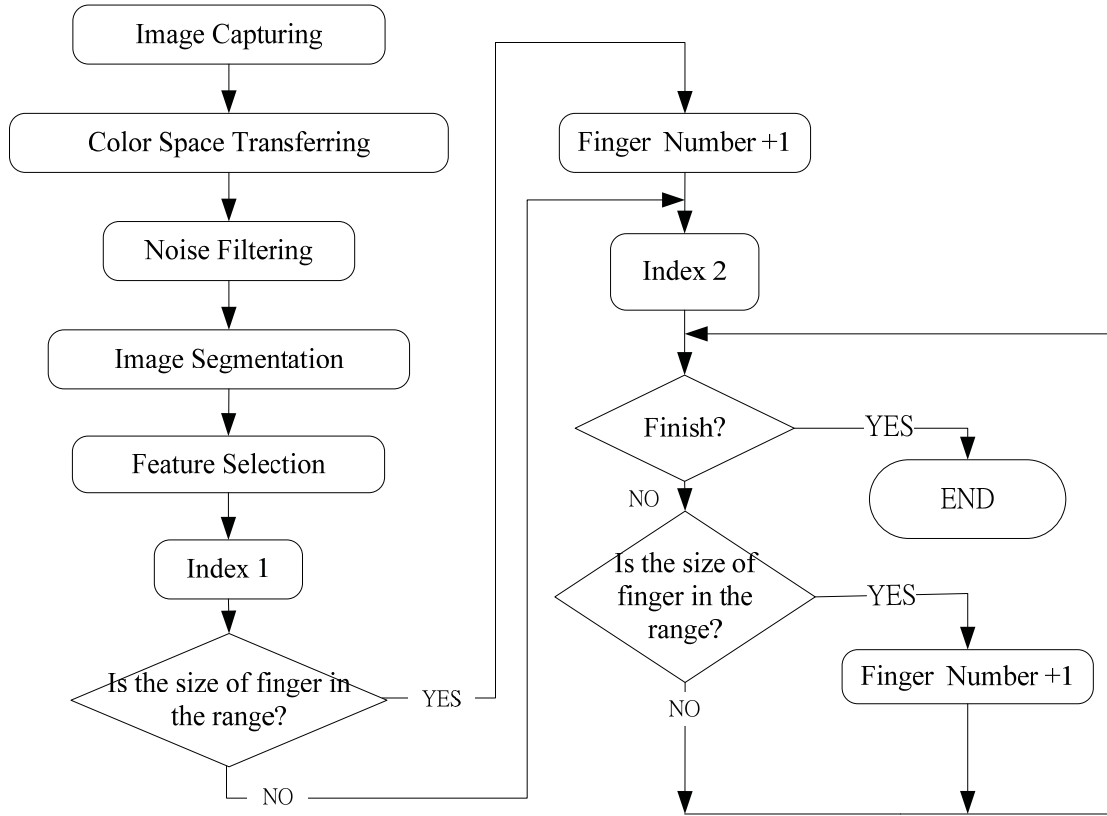 Image Capturing
Color Space Transferring
Noise Filtering
Image Segmentation
Feature Selection
Index 1
Is the size of finger in
the range?
YES
NO
Finger Number +1
Index 2
Finish?
YES
END
NO
Is the size of
finger in the
range?
YES
Finger Number +1
NO